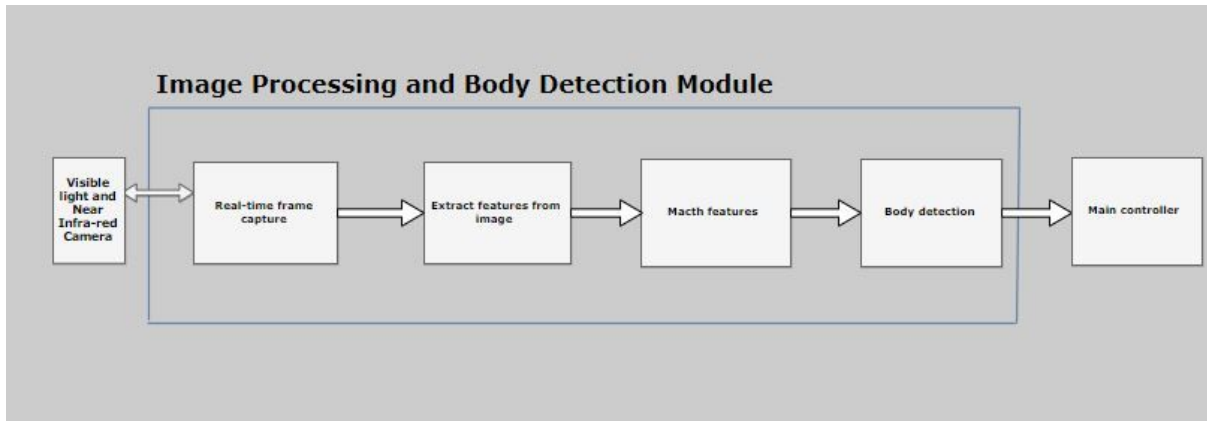 Image Processing and Body Detection Module
Visible
light and
Near
Infra-red
Camera
Real-time frame
capture
Extract features from
image
Macth features
Body detection
Main controller